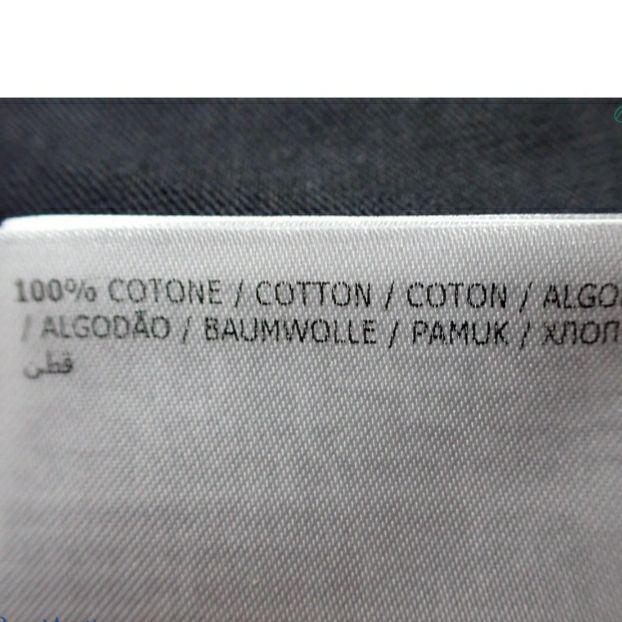 100% COTONE / COTTON / COTON / ALGO
/ ALGODÃO / BAUMWOLLE / PAMUK / ХЛОП
قطن